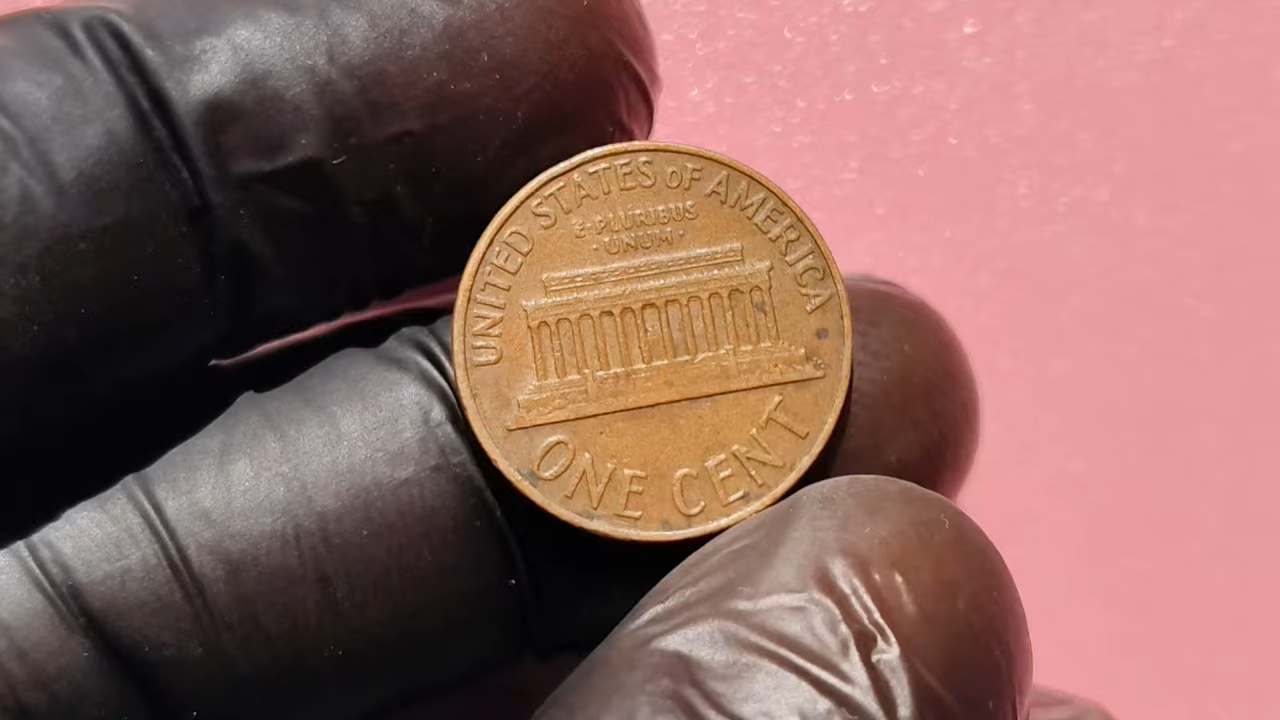 UNITED STATES OF AMERICA
E·PLURIBUS
·UNUM·
ONE CENT